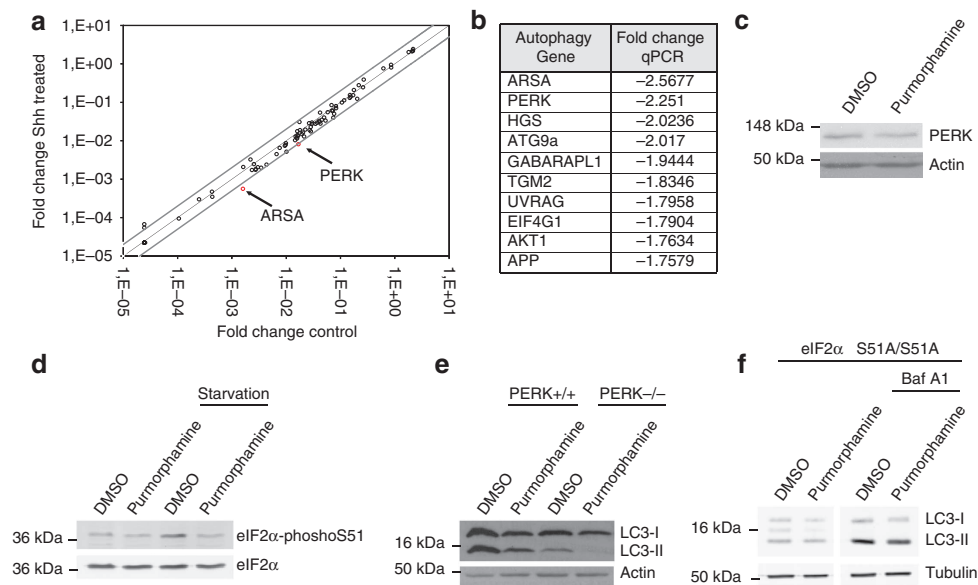 a
Fold change Shh treated
1,E+01
1,E+00
1,E–01
1,E–02
1,E–03
1,E–04
1,E–05
PERK
ARSA
1,E–05
1,E–04
1,E–03
1,E–02
1,E–01
1,E+00
1,E+01
Fold change control
b
Autophagy Gene Fold change qPCR
ARSA –2.5677
PERK –2.251
HGS –2.0236
ATG9a –2.017
GABARAPL1 –1.9444
TGM2 –1.8346
UVRAG –1.7958
EIF4G1 –1.7904
AKT1 –1.7634
APP –1.7579
c
DMSO Purmorphamine
148 kDa PERK
50 kDa Actin
d
Starvation
DMSO Purmorphamine DMSO Purmorphamine
36 kDa eIF2α-phoshoS51
36 kDa eIF2α
e
PERK+/+ PERK–/–
DMSO Purmorphamine DMSO Purmorphamine
LC3-I
16 kDa LC3-II
50 kDa Actin
f
eIF2α S51A/S51A
Baf A1
DMSO Purmorphamine DMSO Purmorphamine
16 kDa LC3-I
LC3-II
50 kDa Tubulin